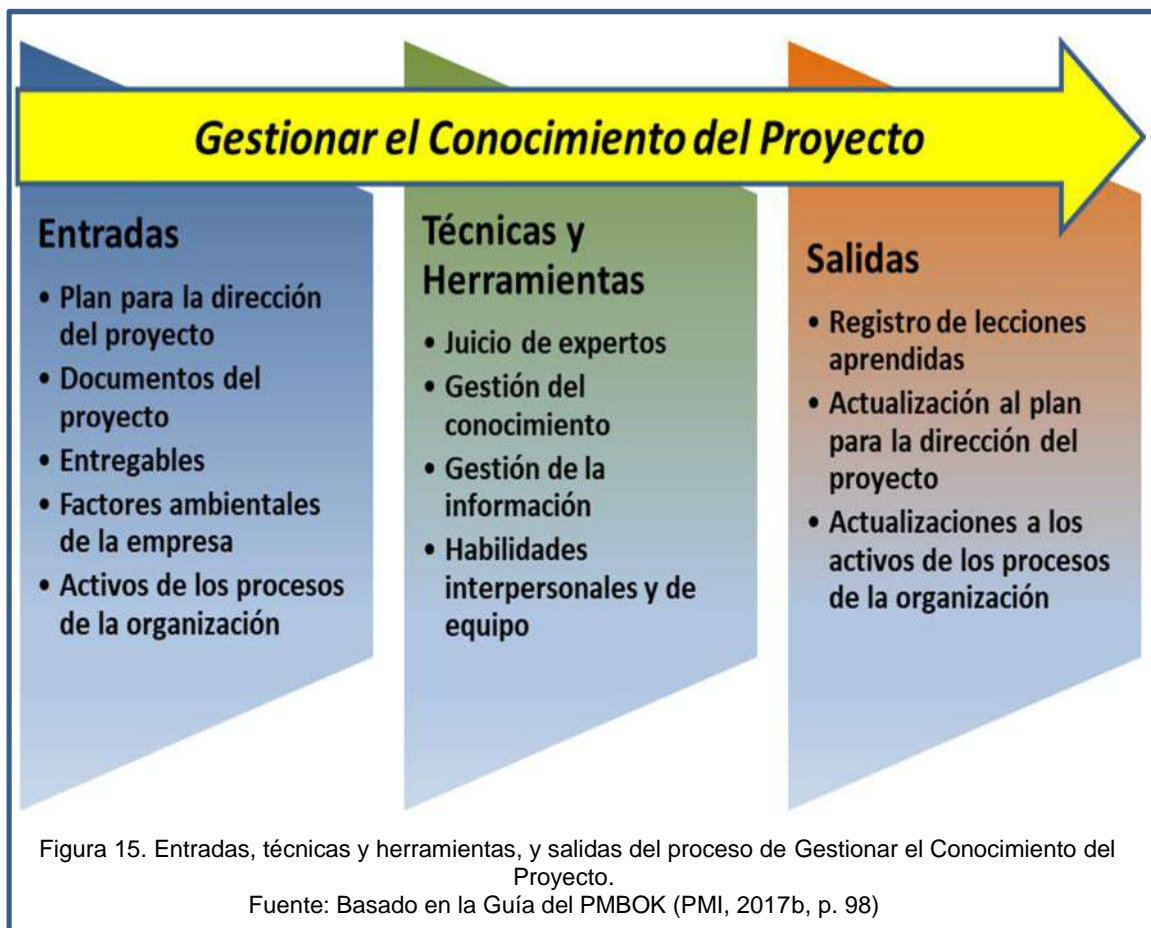 Gestionar el Conocimiento del Proyecto
Entradas
• Plan para la dirección
del proyecto
• Documentos del
proyecto
• Entregables
• Factores ambientales
de la empresa
• Activos de los procesos
de la organización
Técnicas y
Herramientas
• Juicio de expertos
• Gestión del
conocimiento
• Gestión de la
información
• Habilidades
interpersonales y de
equipo
Salidas
• Registro de lecciones
aprendidas
• Actualización al plan
para la dirección del
proyecto
• Actualizaciones a los
activos de los procesos
de la organización
Figura 15. Entradas, técnicas y herramientas, y salidas del proceso de Gestionar el Conocimiento del
Proyecto.
Fuente: Basado en la Guía del PMBOK (PMI, 2017b, p. 98)